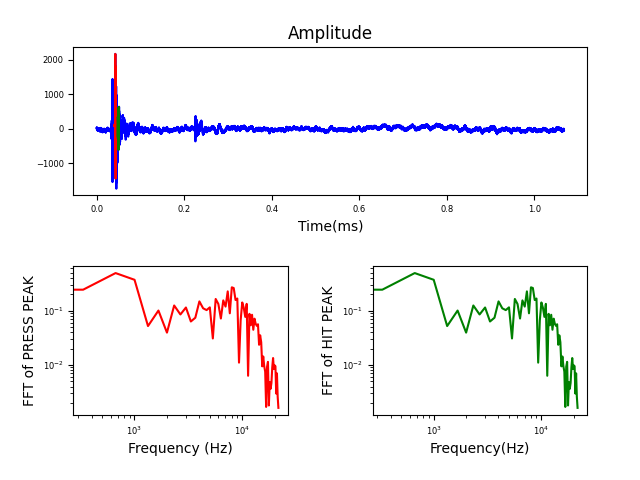 Amplitude
2000
1000
0
−1000
0.0 0.2 0.4 0.6 0.8 1.0
Time(ms)
FFT of PRESS PEAK
10⁻¹
10⁻²
10³ 10⁴
Frequency (Hz)
FFT of HIT PEAK
10⁻¹
10⁻²
10³ 10⁴
Frequency(Hz)